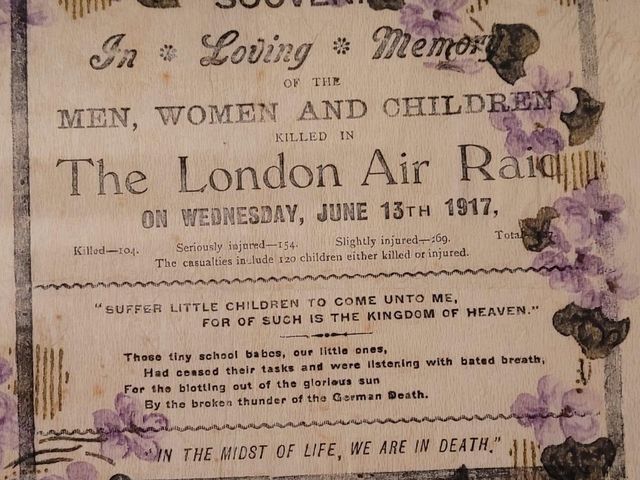 SOUVENIR
In * Loving * Memory
OF THE
MEN, WOMEN AND CHILDREN
KILLED IN
The London Air Raid
ON WEDNESDAY, JUNE 13TH 1917,
Killed—104. Seriously injured—154. Slightly injured—269. Total
The casualties include 120 children either killed or injured.
"SUFFER LITTLE CHILDREN TO COME UNTO ME,
FOR OF SUCH IS THE KINGDOM OF HEAVEN."
Those tiny school babes, our little ones,
Had ceased their tasks and were listening with bated breath,
For the blotting out of the glorious sun
By the broken thunder of the German Death.
"IN THE MIDST OF LIFE, WE ARE IN DEATH."